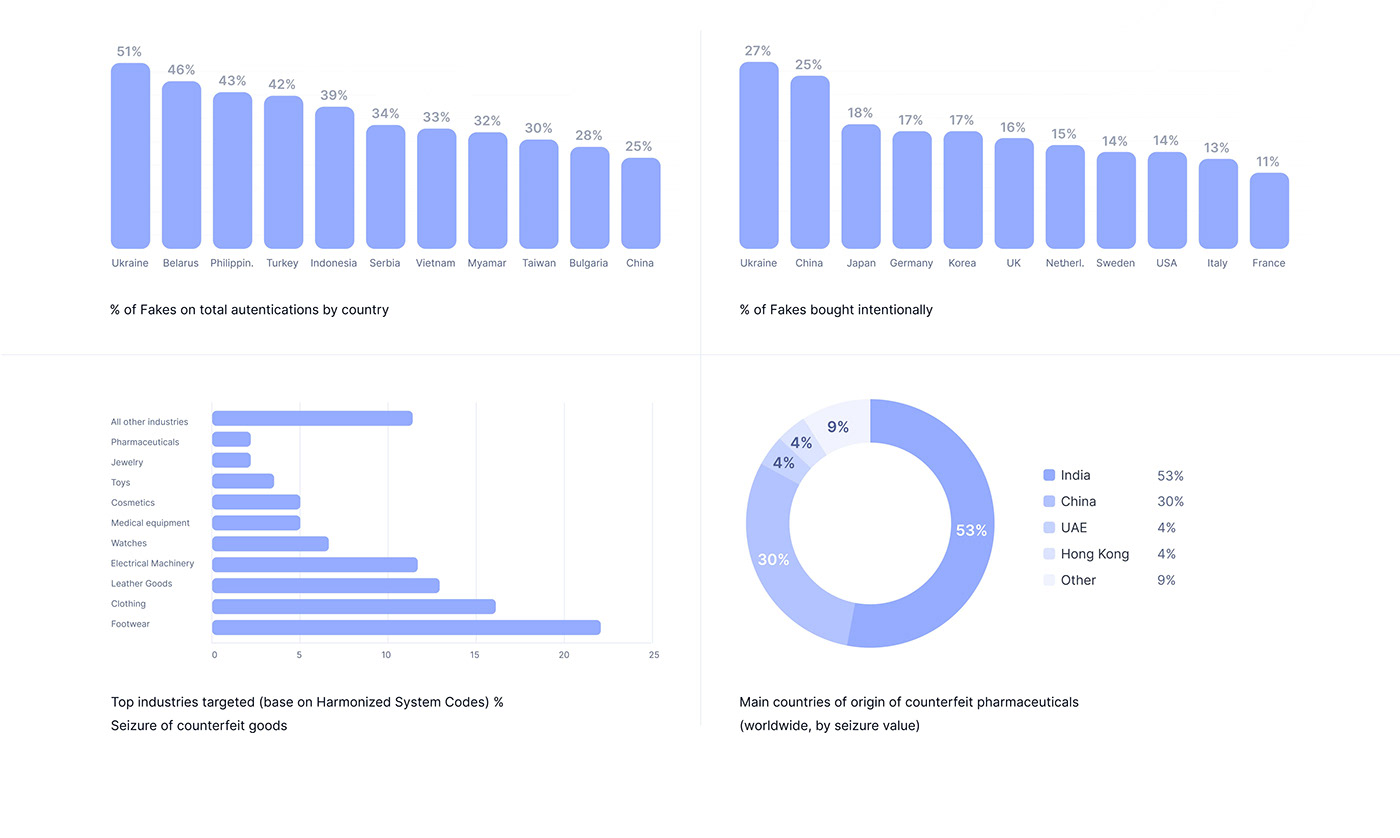 51%
46%
43%
42%
39%
34%
33%
32%
30%
28%
25%
Ukraine Belarus Philippin. Turkey Indonesia Serbia Vietnam Myamar Taiwan Bulgaria China
% of Fakes on total autentications by country
27%
25%
18%
17%
17%
16%
15%
14%
14%
13%
11%
Ukraine China Japan Germany Korea UK Netherl. Sweden USA Italy France
% of Fakes bought intentionally
All other industries
Pharmaceuticals
Jewelry
Toys
Cosmetics
Medical equipment
Watches
Electrical Machinery
Leather Goods
Clothing
Footwear
0 5 10 15 20 25
Top industries targeted (base on Harmonized System Codes) %
Seizure of counterfeit goods
9%
4%
4%
53%
30%
India 53%
China 30%
UAE 4%
Hong Kong 4%
Other 9%
Main countries of origin of counterfeit pharmaceuticals
(worldwide, by seizure value)